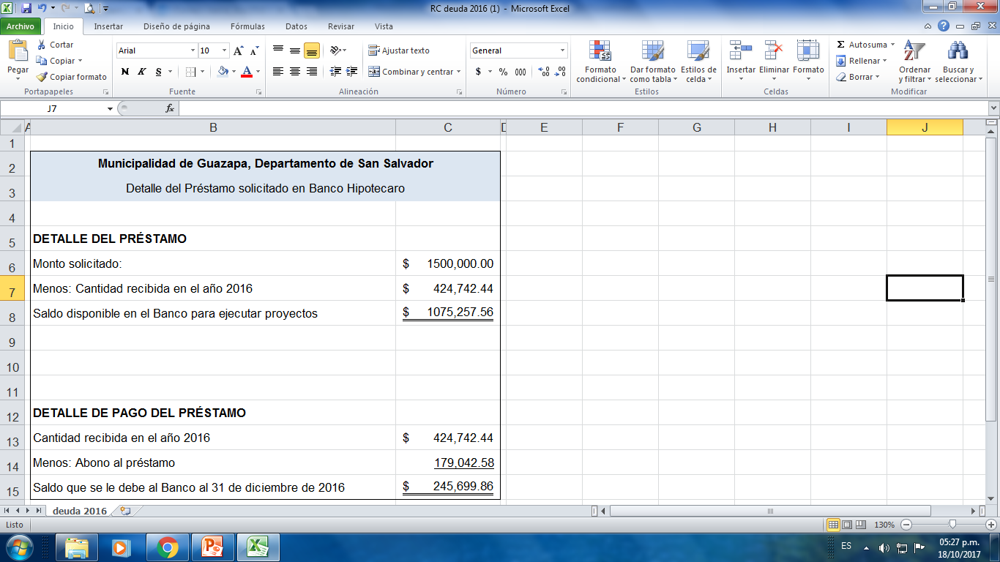 RC deuda 2016 (1) - Microsoft Excel
Archivo Inicio Insertar Diseño de página Fórmulas Datos Revisar Vista
Pegar
Cortar
Copiar
Copiar formato
Portapapeles
Arial 10 A A
N K S A
Fuente
Ajustar texto
Combinar y centrar
Alineación
General
$ % 000
Número
Formato condicional
Dar formato como tabla
Estilos de celda
Estilos
Insertar Eliminar Formato
Celdas
Σ Autosuma
Rellenar
Borrar
Ordenar y filtrar
Buscar y seleccionar
Modificar
J7 fx
A B C D E F G H I J
1
2 Municipalidad de Guazapa, Departamento de San Salvador
3 Detalle del Préstamo solicitado en Banco Hipotecaro
4
5 DETALLE DEL PRÉSTAMO
6 Monto solicitado: $ 1500,000.00
7 Menos: Cantidad recibida en el año 2016 $ 424,742.44
8 Saldo disponible en el Banco para ejecutar proyectos $ 1075,257.56
9
10
11
12 DETALLE DE PAGO DEL PRÉSTAMO
13 Cantidad recibida en el año 2016 $ 424,742.44
14 Menos: Abono al préstamo 179,042.58
15 Saldo que se le debe al Banco al 31 de diciembre de 2016 $ 245,699.86
deuda 2016
Listo 130%
ES 05:27 p.m.
18/10/2017